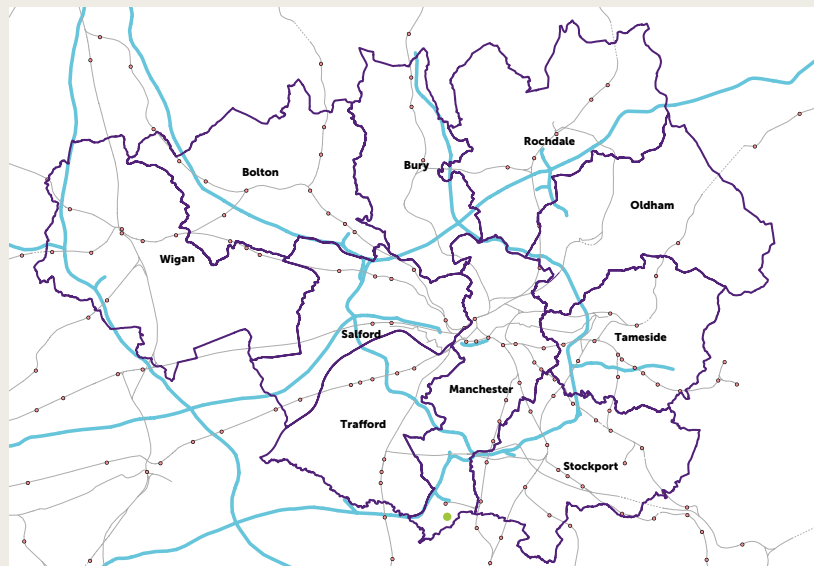 Rochdale
Bury
Bolton
Oldham
Wigan
Salford
Tameside
Manchester
Trafford
Stockport